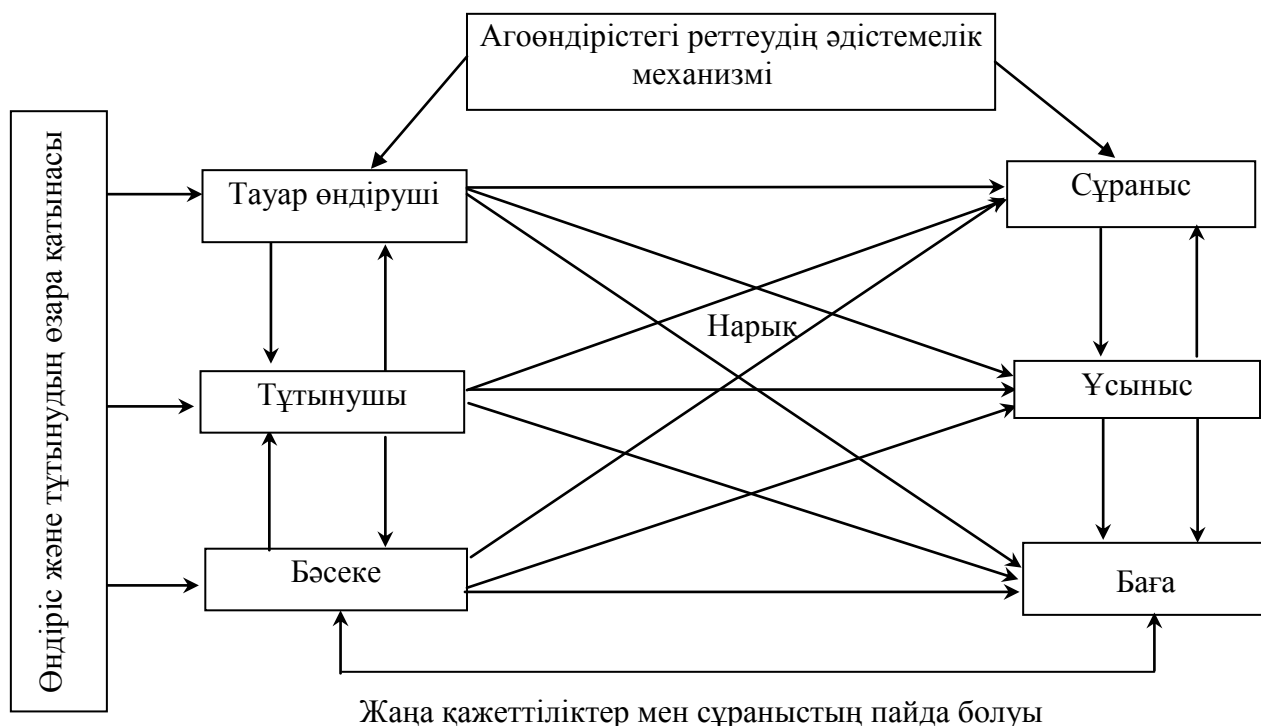 Агоөндірістегі реттеудің әдістемелік
механизмі
Өндіріс және тұтынудың өзара қатынасы
Тауар өндіруші
Сұраныс
Нарық
Тұтынушы
Ұсыныс
Бәсеке
Баға
Жаңа қажеттіліктер мен сұраныстың пайда болуы